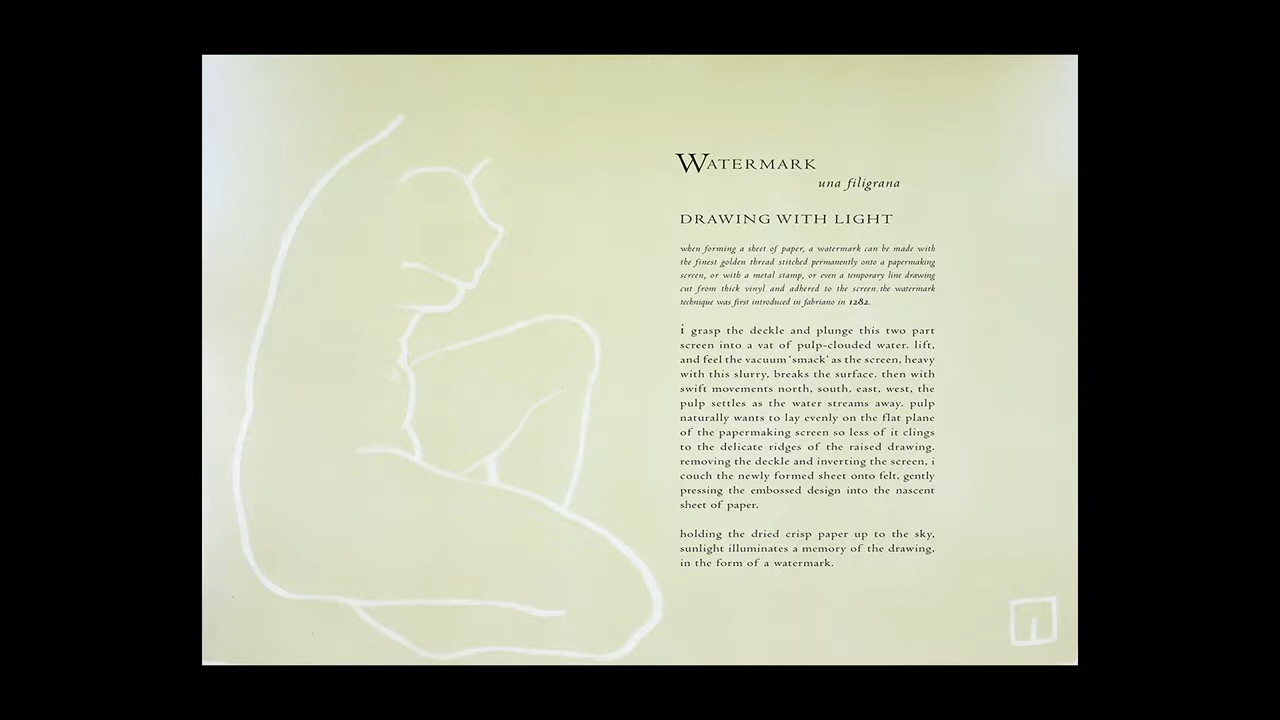 WATERMARK
una filigrana
DRAWING WITH LIGHT
when forming a sheet of paper, a watermark can be made with
the finest golden thread stitched permanently onto a papermaking
screen, or with a metal stamp, or even a temporary line drawing
cut from thick vinyl and adhered to the screen. the watermark
technique was first introduced in fabriano in 1282.
i grasp the deckle and plunge this two part
screen into a vat of pulp-clouded water. lift,
and feel the vacuum 'smack' as the screen, heavy
with this slurry, breaks the surface. then with
swift movements north, south, east, west, the
pulp settles as the water streams away. pulp
naturally wants to lay evenly on the flat plane
of the papermaking screen so less of it clings
to the delicate ridges of the raised drawing.
removing the deckle and inverting the screen, i
couch the newly formed sheet onto felt, gently
pressing the embossed design into the nascent
sheet of paper.
holding the dried crisp paper up to the sky,
sunlight illuminates a memory of the drawing,
in the form of a watermark.